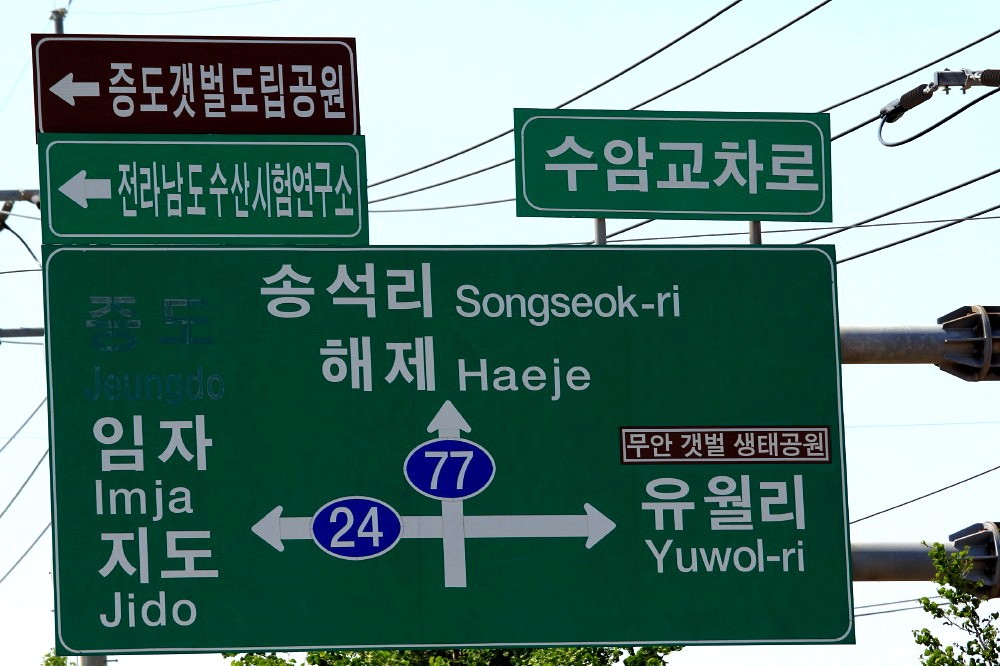 증도갯벌도립공원
전라남도수산시험연구소
수암교차로
송석리 Songseok-ri
해제 Haeje
증도
Jeungdo
임자
Imja
지도
Jido
77
24
무안 갯벌 생태공원
유월리
Yuwol-ri